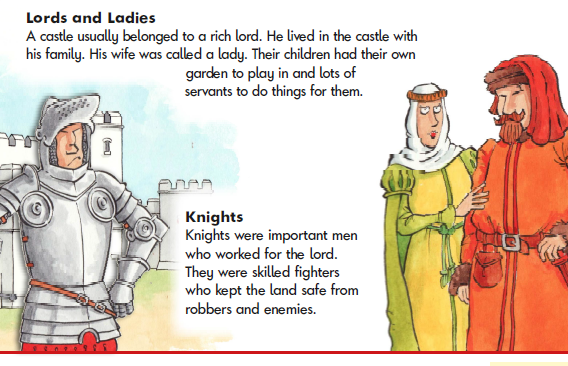 Lords and Ladies
A castle usually belonged to a rich lord. He lived in the castle with
his family. His wife was called a lady. Their children had their own
garden to play in and lots of
servants to do things for them.
Knights
Knights were important men
who worked for the lord.
They were skilled fighters
who kept the land safe from
robbers and enemies.